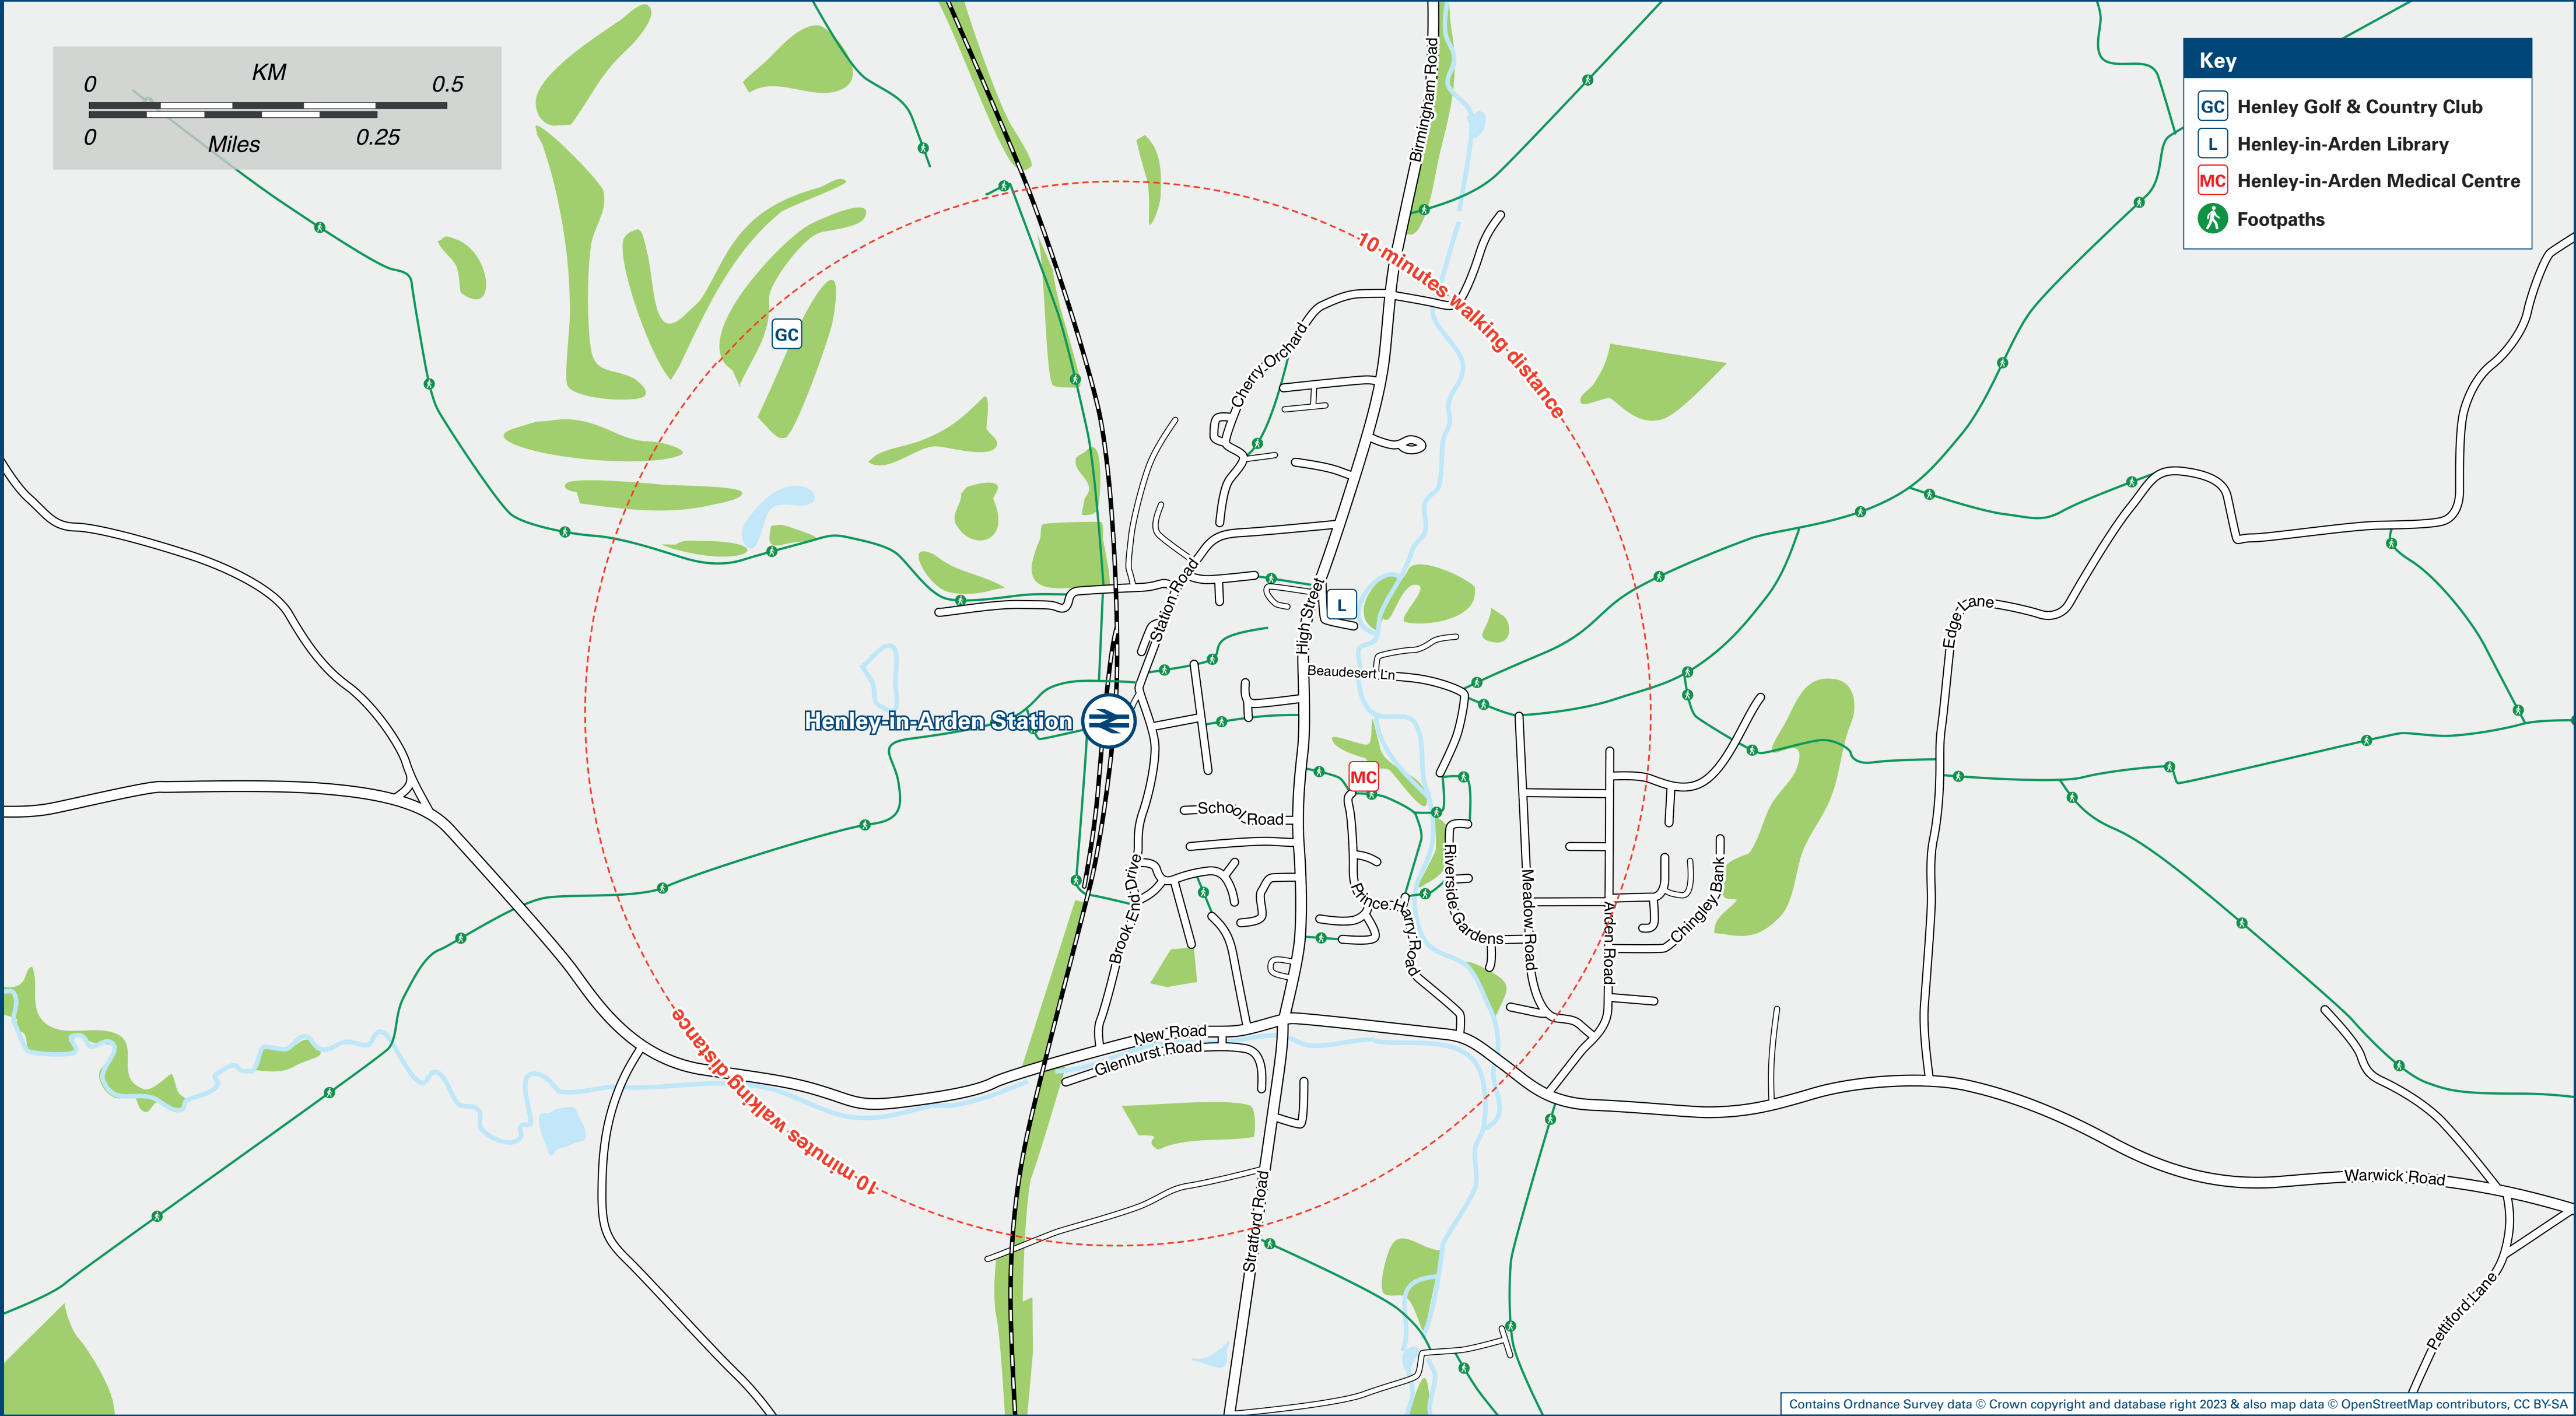 KM
0 0.5
0 0.25
Miles
Key
GC Henley Golf & Country Club
L Henley-in-Arden Library
MC Henley-in-Arden Medical Centre
Footpaths
Birmingham Road
10 minutes walking distance
GC
Cherry Orchard
Station Road
High Street
L
Edge Lane
Beaudesert Ln
Henley-in-Arden Station
MC
School Road
Brook End Drive
Prince Harry Road
Riverside Gardens
Meadow Road
Arden Road
Chingley Bank
New Road
Glenhurst Road
10 minutes walking distance
Stratford Road
Warwick Road
Pettiford Lane
Contains Ordnance Survey data © Crown copyright and database right 2023 & also map data © OpenStreetMap contributors, CC BY-SA